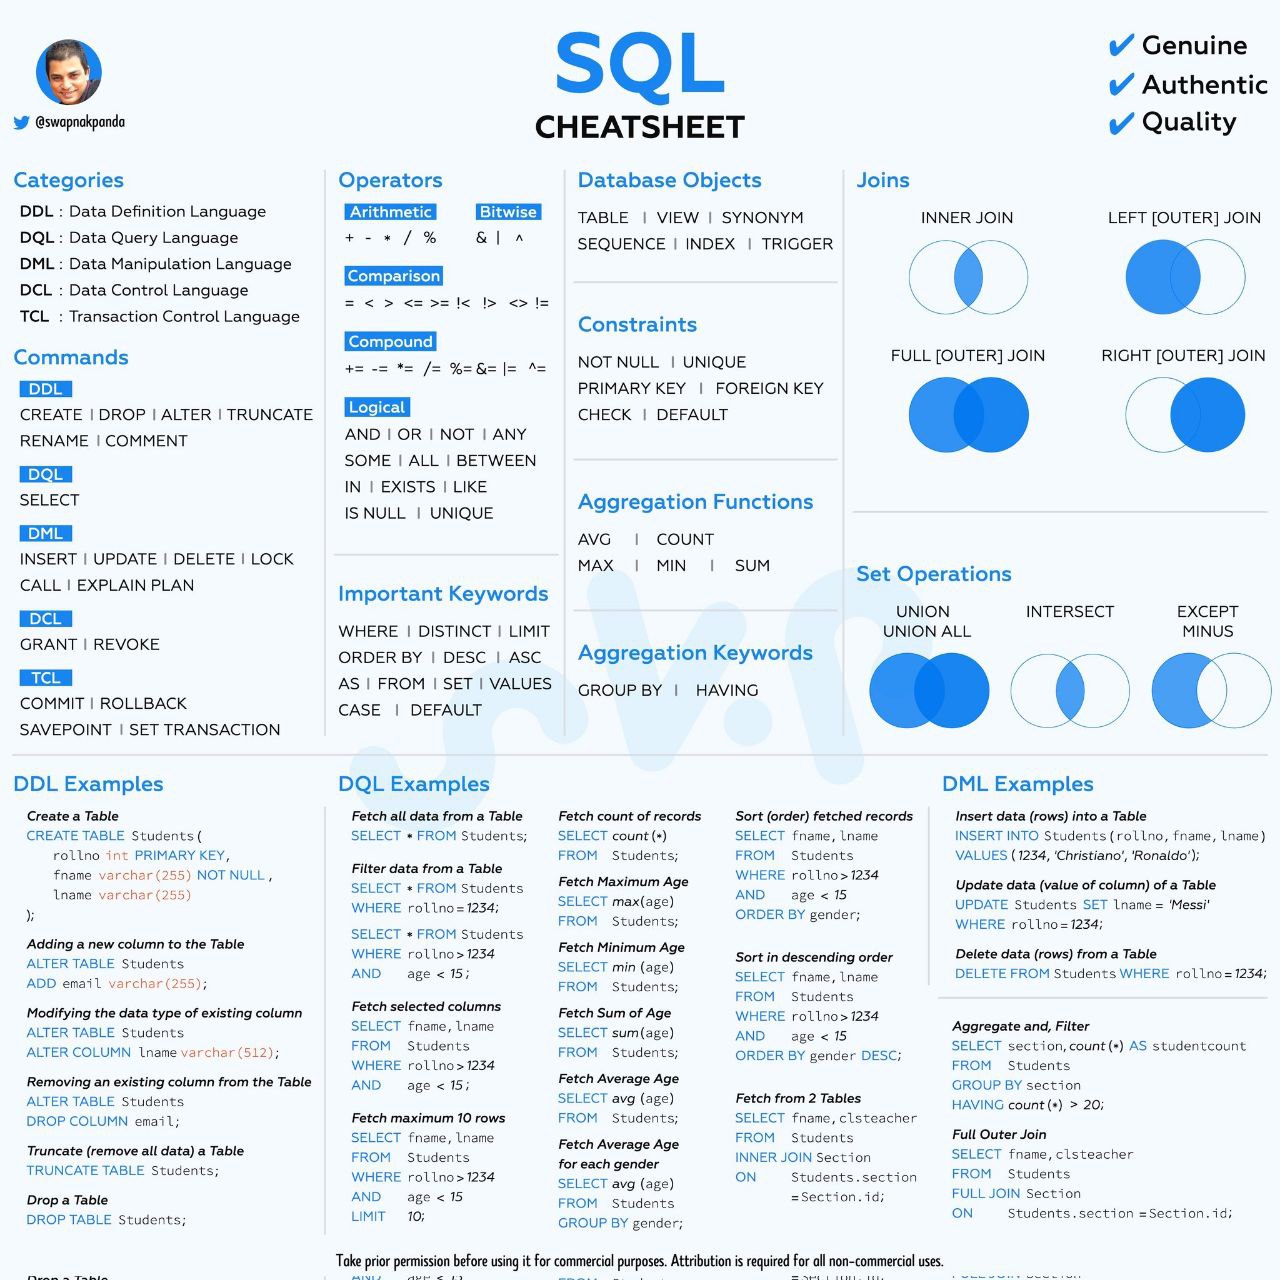 @swapnakpanda
SQL
CHEATSHEET
✔ Genuine
✔ Authentic
✔ Quality
Categories
DDL : Data Definition Language
DQL : Data Query Language
DML : Data Manipulation Language
DCL : Data Control Language
TCL : Transaction Control Language
Commands
DDL
CREATE | DROP | ALTER | TRUNCATE
RENAME | COMMENT
DQL
SELECT
DML
INSERT | UPDATE | DELETE | LOCK
CALL | EXPLAIN PLAN
DCL
GRANT | REVOKE
TCL
COMMIT | ROLLBACK
SAVEPOINT | SET TRANSACTION
Operators
Arithmetic Bitwise
+ - * / % & | ^
Comparison
= < > <= >= !< !> <> !=
Compound
+= -= *= /= %= &= |= ^=
Logical
AND | OR | NOT | ANY
SOME | ALL | BETWEEN
IN | EXISTS | LIKE
IS NULL | UNIQUE
Important Keywords
WHERE | DISTINCT | LIMIT
ORDER BY | DESC | ASC
AS | FROM | SET | VALUES
CASE | DEFAULT
Database Objects
TABLE | VIEW | SYNONYM
SEQUENCE | INDEX | TRIGGER
Constraints
NOT NULL | UNIQUE
PRIMARY KEY | FOREIGN KEY
CHECK | DEFAULT
Aggregation Functions
AVG | COUNT
MAX | MIN | SUM
Aggregation Keywords
GROUP BY | HAVING
Joins
INNER JOIN LEFT [OUTER] JOIN
FULL [OUTER] JOIN RIGHT [OUTER] JOIN
Set Operations
UNION INTERSECT EXCEPT
UNION ALL MINUS
svp
DDL Examples
Create a Table
CREATE TABLE Students (
rollno int PRIMARY KEY,
fname varchar(255) NOT NULL ,
lname varchar(255)
);
Adding a new column to the Table
ALTER TABLE Students
ADD email varchar(255);
Modifying the data type of existing column
ALTER TABLE Students
ALTER COLUMN lname varchar(512);
Removing an existing column from the Table
ALTER TABLE Students
DROP COLUMN email;
Truncate (remove all data) a Table
TRUNCATE TABLE Students;
Drop a Table
DROP TABLE Students;
DQL Examples
Fetch all data from a Table
SELECT * FROM Students;
Filter data from a Table
SELECT * FROM Students
WHERE rollno = 1234;
SELECT * FROM Students
WHERE rollno > 1234
AND age < 15 ;
Fetch selected columns
SELECT fname, lname
FROM Students
WHERE rollno > 1234
AND age < 15 ;
Fetch maximum 10 rows
SELECT fname, lname
FROM Students
WHERE rollno > 1234
AND age < 15
LIMIT 10;
Fetch count of records
SELECT count (*)
FROM Students;
Fetch Maximum Age
SELECT max(age)
FROM Students;
Fetch Minimum Age
SELECT min (age)
FROM Students;
Fetch Sum of Age
SELECT sum(age)
FROM Students;
Fetch Average Age
SELECT avg (age)
FROM Students;
Fetch Average Age
for each gender
SELECT avg (age)
FROM Students
GROUP BY gender;
Sort (order) fetched records
SELECT fname, lname
FROM Students
WHERE rollno > 1234
AND age < 15
ORDER BY gender;
Sort in descending order
SELECT fname, lname
FROM Students
WHERE rollno > 1234
AND age < 15
ORDER BY gender DESC;
Fetch from 2 Tables
SELECT fname, clsteacher
FROM Students
INNER JOIN Section
ON Students.section
= Section.id;
DML Examples
Insert data (rows) into a Table
INSERT INTO Students (rollno, fname, lname)
VALUES (1234, 'Christiano', 'Ronaldo');
Update data (value of column) of a Table
UPDATE Students SET lname = 'Messi'
WHERE rollno = 1234;
Delete data (rows) from a Table
DELETE FROM Students WHERE rollno = 1234;
Aggregate and, Filter
SELECT section, count (*) AS studentcount
FROM Students
GROUP BY section
HAVING count (*) > 20;
Full Outer Join
SELECT fname, clsteacher
FROM Students
FULL JOIN Section
ON Students.section = Section.id;
Take prior permission before using it for commercial purposes. Attribution is required for all non-commercial uses.